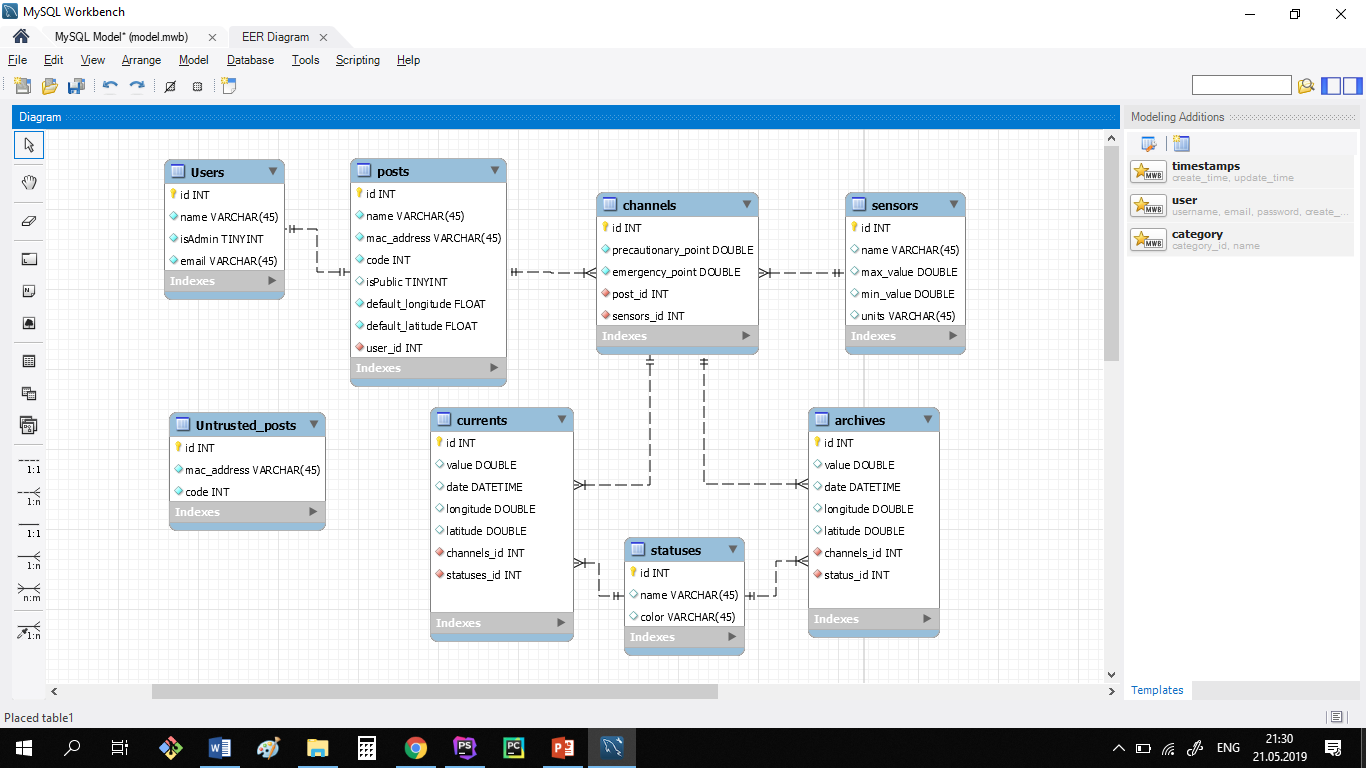 MySQL Workbench
MySQL Model* (model.mwb)
EER Diagram
File Edit View Arrange Model Database Tools Scripting Help
Diagram
1:1
1:n
1:1
1:n
n:m
1:n
Users
id INT
name VARCHAR(45)
isAdmin TINYINT
email VARCHAR(45)
Indexes
posts
id INT
name VARCHAR(45)
mac_address VARCHAR(45)
code INT
isPublic TINYINT
default_longitude FLOAT
default_latitude FLOAT
user_id INT
Indexes
channels
id INT
precautionary_point DOUBLE
emergency_point DOUBLE
post_id INT
sensors_id INT
Indexes
sensors
id INT
name VARCHAR(45)
max_value DOUBLE
min_value DOUBLE
units VARCHAR(45)
Indexes
Untrusted_posts
id INT
mac_address VARCHAR(45)
code INT
Indexes
currents
id INT
value DOUBLE
date DATETIME
longitude DOUBLE
latitude DOUBLE
channels_id INT
statuses_id INT
Indexes
statuses
id INT
name VARCHAR(45)
color VARCHAR(45)
Indexes
archives
id INT
value DOUBLE
date DATETIME
longitude DOUBLE
latitude DOUBLE
channels_id INT
status_id INT
Indexes
Modeling Additions
MWB
timestamps
create_time, update_time
MWB
user
username, email, password, create_...
MWB
category
category_id, name
Templates
Placed table1
PS
PC
ENG
21:30
21.05.2019